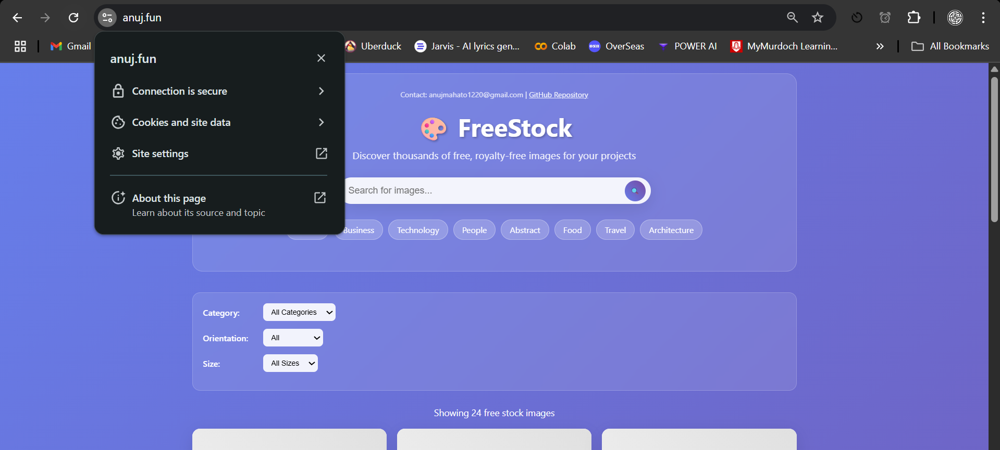 anuj.fun
Gmail
Uberduck
Jarvis - AI lyrics gen...
Colab
OverSeas
POWER AI
MyMurdoch Learnin...
All Bookmarks
anuj.fun
Connection is secure
Cookies and site data
Site settings
About this page
Learn about its source and topic
Contact: anujmahato1220@gmail.com | GitHub Repository
FreeStock
Discover thousands of free, royalty-free images for your projects
Search for images...
Business
Technology
People
Abstract
Food
Travel
Architecture
Category:
All Categories
Orientation:
All
Size:
All Sizes
Showing 24 free stock images